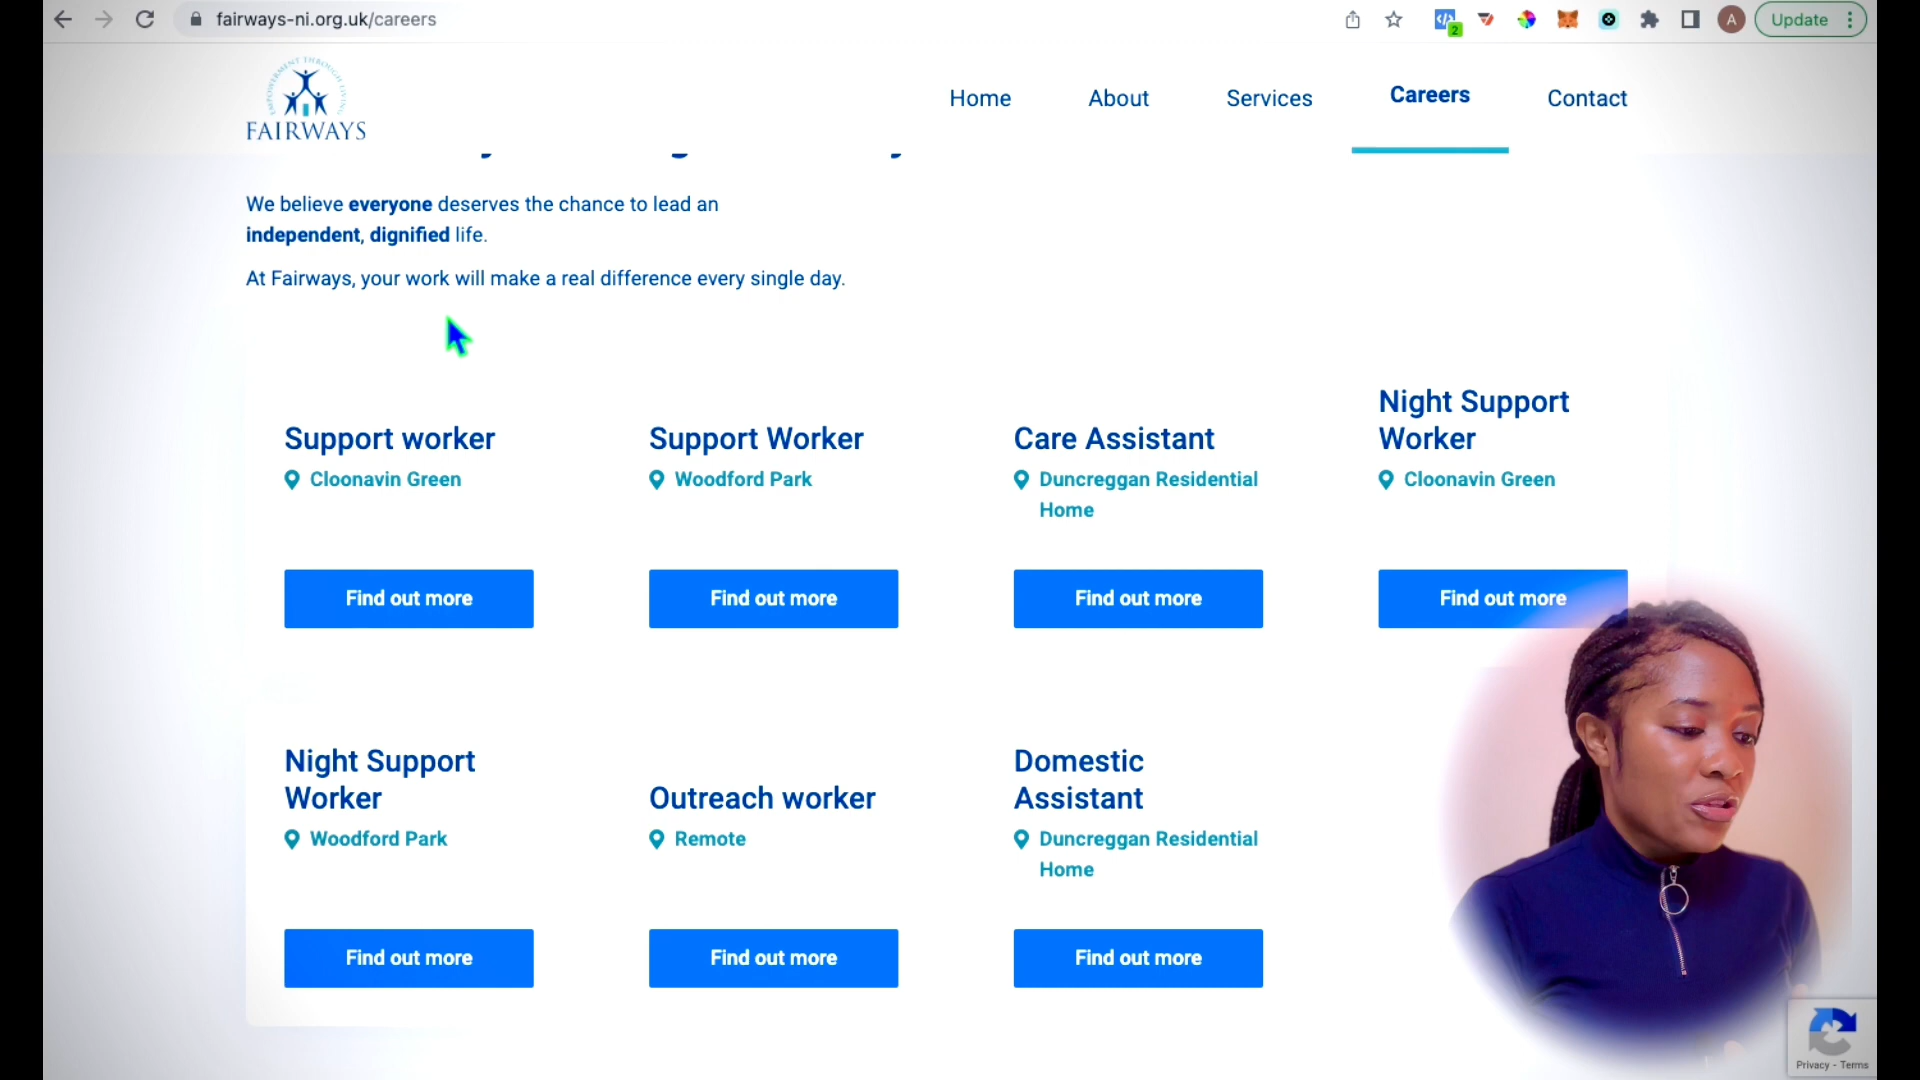 fairways-ni.org.uk/careers
2
A
Update
EMPOWERMENT THROUGH LIVING
FAIRWAYS
Home
About
Services
Careers
Contact
We believe everyone deserves the chance to lead an
independent, dignified life.
At Fairways, your work will make a real difference every single day.
Support worker
Cloonavin Green
Find out more
Support Worker
Woodford Park
Find out more
Care Assistant
Duncreggan Residential
Home
Find out more
Night Support
Worker
Cloonavin Green
Find out more
Night Support
Worker
Woodford Park
Find out more
Outreach worker
Remote
Find out more
Domestic
Assistant
Duncreggan Residential
Home
Find out more
Privacy - Terms